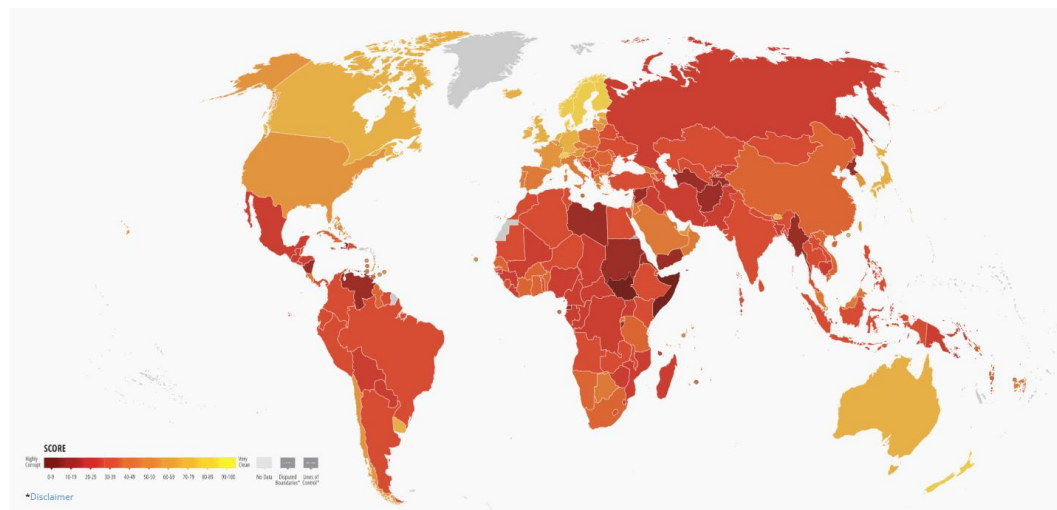 SCORE
Highly
Corrupt
0-9 10-19 20-29 30-39 40-49 50-59 60-69 70-79 80-89 90-100
Very
Clean
No Data
Disputed
Boundaries*
Lines of
Control*
*Disclaimer